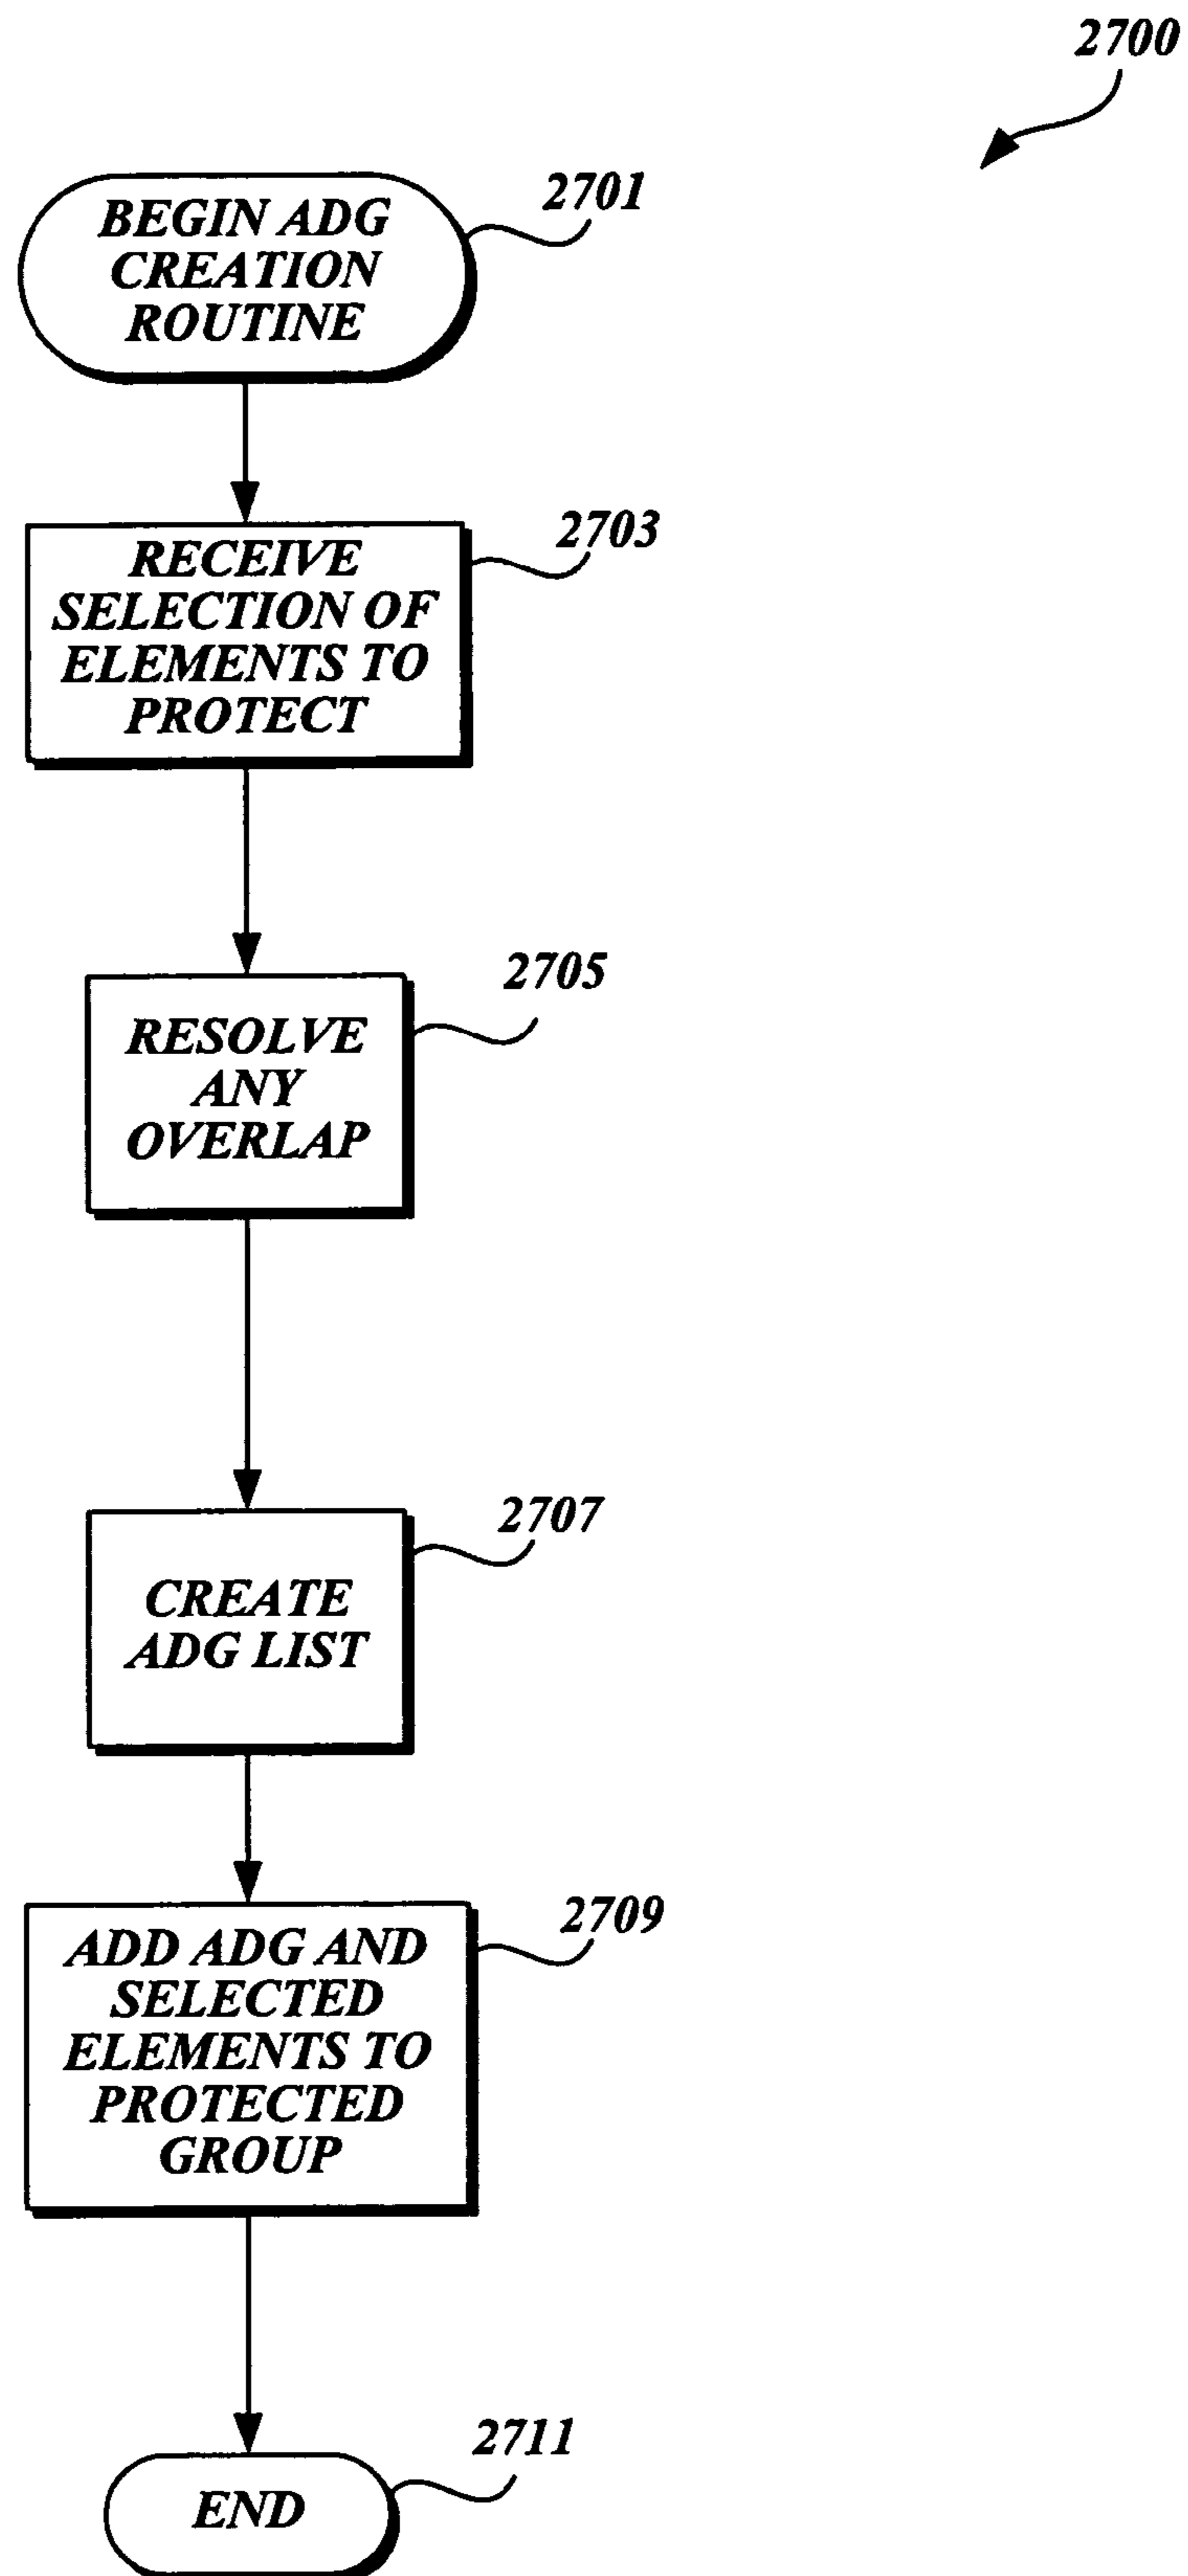 2700
BEGIN ADG
CREATION
ROUTINE
2701
RECEIVE
SELECTION OF
ELEMENTS TO
PROTECT
2703
RESOLVE
ANY
OVERLAP
2705
CREATE
ADG LIST
2707
ADD ADG AND
SELECTED
ELEMENTS TO
PROTECTED
GROUP
2709
END
2711